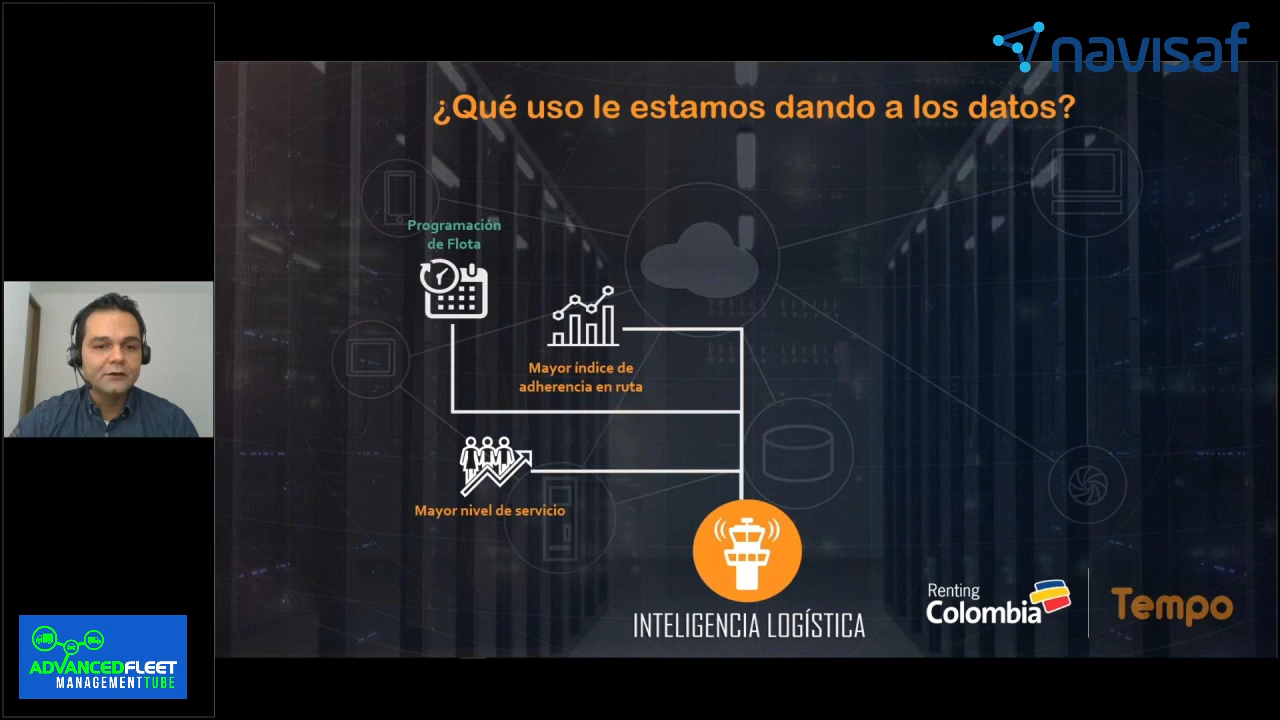 navisaf
¿Qué uso le estamos dando a los datos?
Programación
de Flota
Mayor índice de
adherencia en ruta
Mayor nivel de servicio
INTELIGENCIA LOGÍSTICA
Renting
Colombia
Tempo
ADVANCEDFLEET
MANAGEMENTTUBE